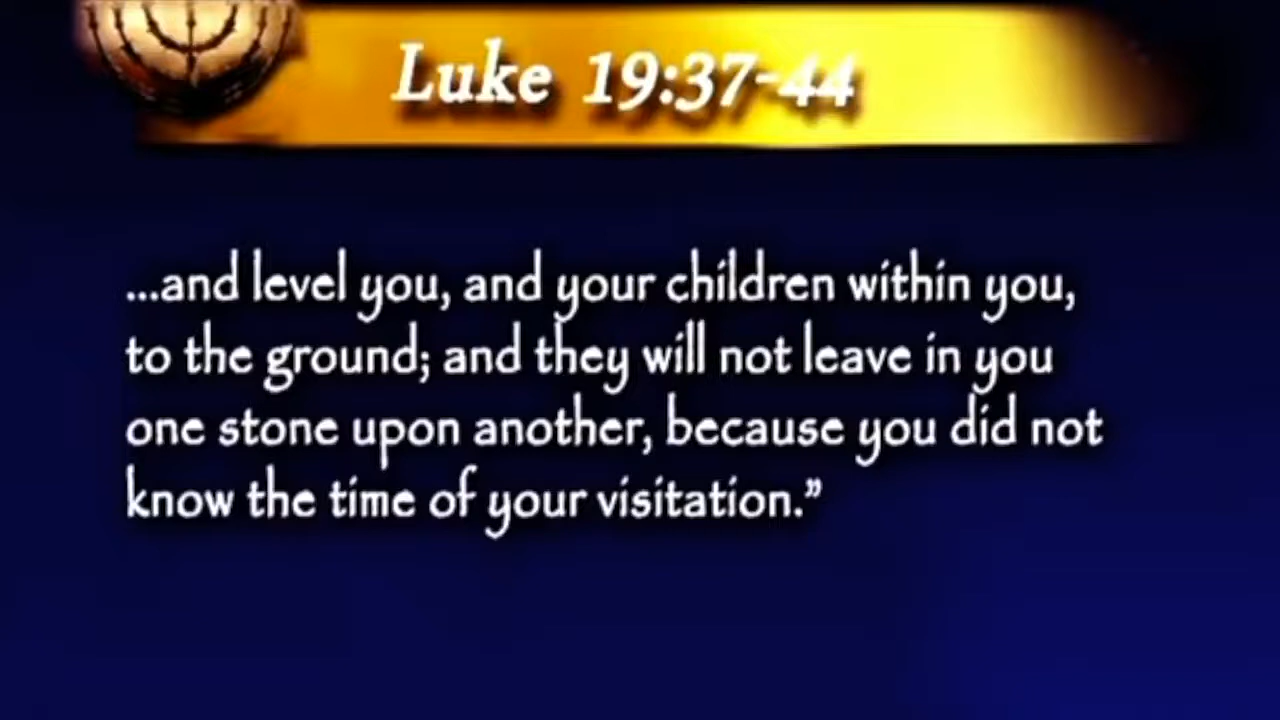 Luke 19:37-44
...and level you, and your children within you,
to the ground; and they will not leave in you
one stone upon another, because you did not
know the time of your visitation.”